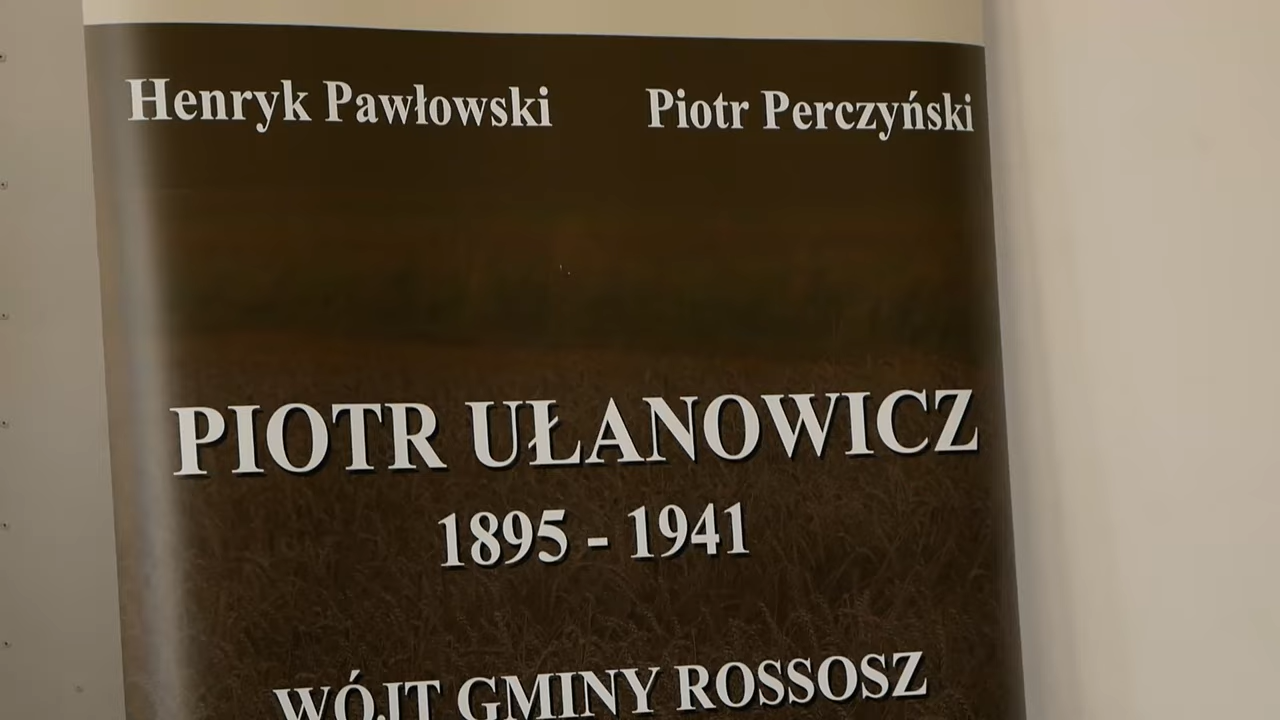 Henryk Pawłowski Piotr Perczyński
PIOTR UŁANOWICZ
1895 - 1941
WÓJT GMINY ROSSOSZ